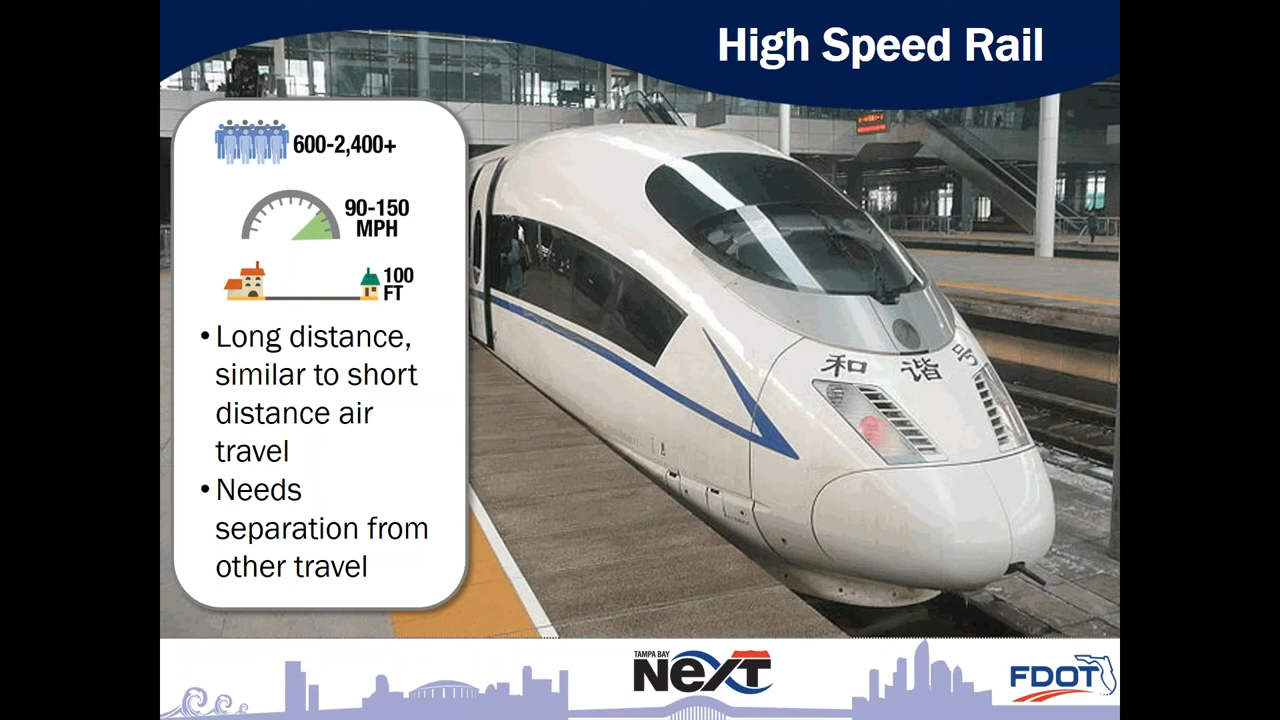 High Speed Rail
600-2,400+
90-150
MPH
100
FT
• Long distance,
similar to short
distance air
travel
• Needs
separation from
other travel
和谐号
TAMPA BAY
NEXT
FDOT